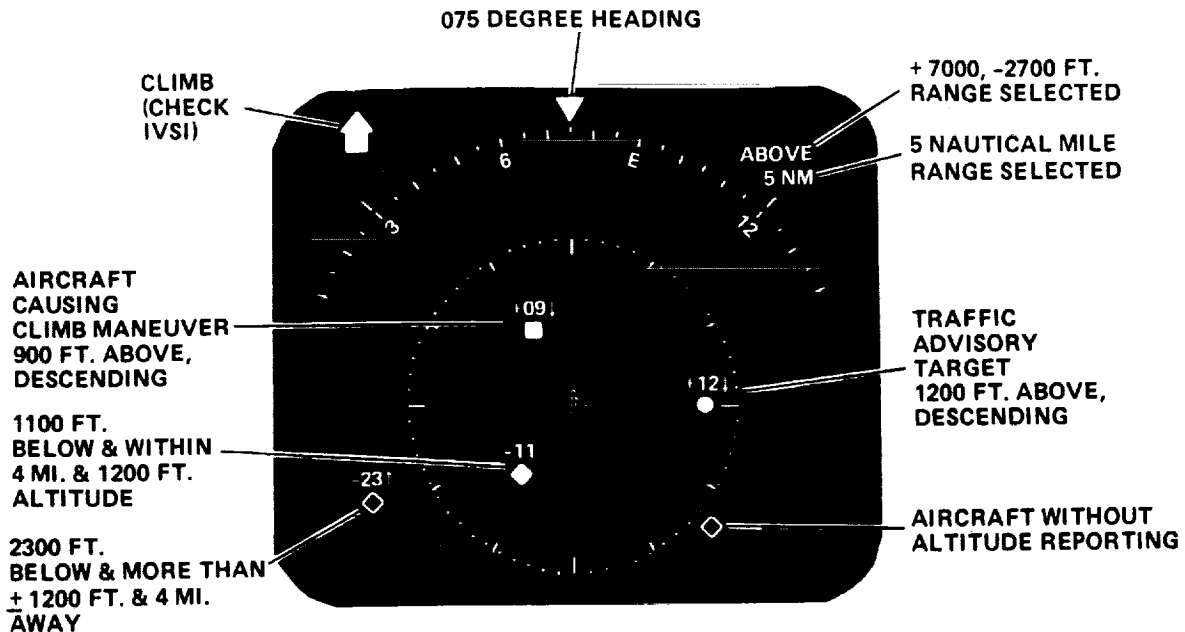 075 DEGREE HEADING
CLIMB
(CHECK
IVSI)
+ 7000, -2700 FT.
RANGE SELECTED
5 NAUTICAL MILE
RANGE SELECTED
6
E
ABOVE
5 NM
3
12
AIRCRAFT
CAUSING
CLIMB MANEUVER
900 FT. ABOVE,
DESCENDING
+09↓
TRAFFIC
ADVISORY
TARGET
1200 FT. ABOVE,
DESCENDING
+12↓
1100 FT.
BELOW & WITHIN
4 MI. & 1200 FT.
ALTITUDE
-11
-23↑
AIRCRAFT WITHOUT
ALTITUDE REPORTING
2300 FT.
BELOW & MORE THAN
± 1200 FT. & 4 MI.
AWAY